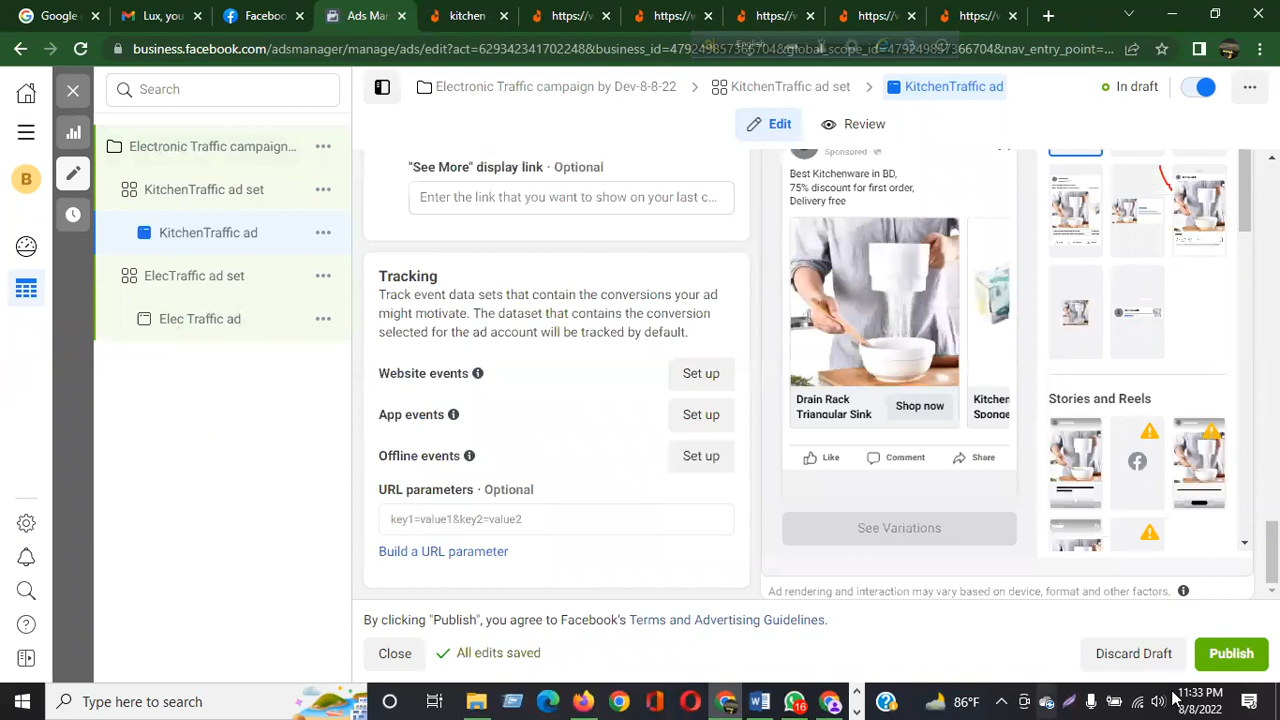 Google
Mail, you
Facebook
Ads Man
kitchen
https://w
https://w
https://w
https://w
https://w
business.facebook.com/adsmanager/manage/ads/edit?act=629342341702248&business_id=479249857366704&global_scope_id=479249857366704&nav_entry_point=...
English
Search
Electronic Traffic campaign by Dev-8-8-22
KitchenTraffic ad set
KitchenTraffic ad
In draft
Edit
Review
B
Electronic Traffic campaign...
KitchenTraffic ad set
KitchenTraffic ad
ElecTraffic ad set
Elec Traffic ad
"See More" display link · Optional
Enter the link that you want to show on your last c...
Tracking
Track event data sets that contain the conversions your ad
might motivate. The dataset that contains the conversion
selected for the ad account will be tracked by default.
Website events
Set up
App events
Set up
Offline events
Set up
URL parameters · Optional
key1=value1&key2=value2
Build a URL parameter
Sponsored
Best Kitchenware in BD,
75% discount for first order,
Delivery free
Drain Rack
Triangular Sink
Shop now
Kitchen
Sponge
Like
Comment
Share
See Variations
Stories and Reels
Ad rendering and interaction may vary based on device, format and other factors.
By clicking "Publish", you agree to Facebook's Terms and Advertising Guidelines.
Close
All edits saved
Discard Draft
Publish
Type here to search
16
86°F
11:33 PM
8/8/2022